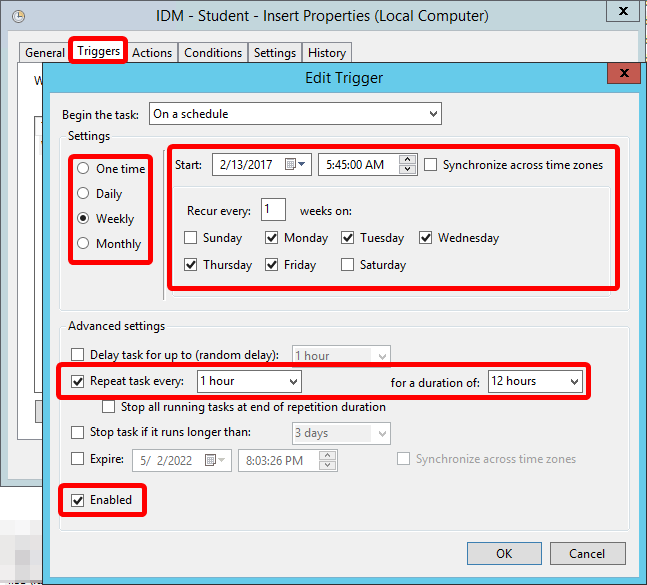 IDM - Student - Insert Properties (Local Computer)
x
General Triggers Actions Conditions Settings History
W
Edit Trigger
x
Begin the task: On a schedule
Settings
One time
Daily
Weekly
Monthly
Start: 2/13/2017 5:45:00 AM Synchronize across time zones
Recur every: 1 weeks on:
Sunday Monday Tuesday Wednesday
Thursday Friday Saturday
Advanced settings
Delay task for up to (random delay): 1 hour
Repeat task every: 1 hour for a duration of: 12 hours
Stop all running tasks at end of repetition duration
Stop task if it runs longer than: 3 days
Expire: 5/ 2/2022 8:03:26 PM Synchronize across time zones
Enabled
OK Cancel